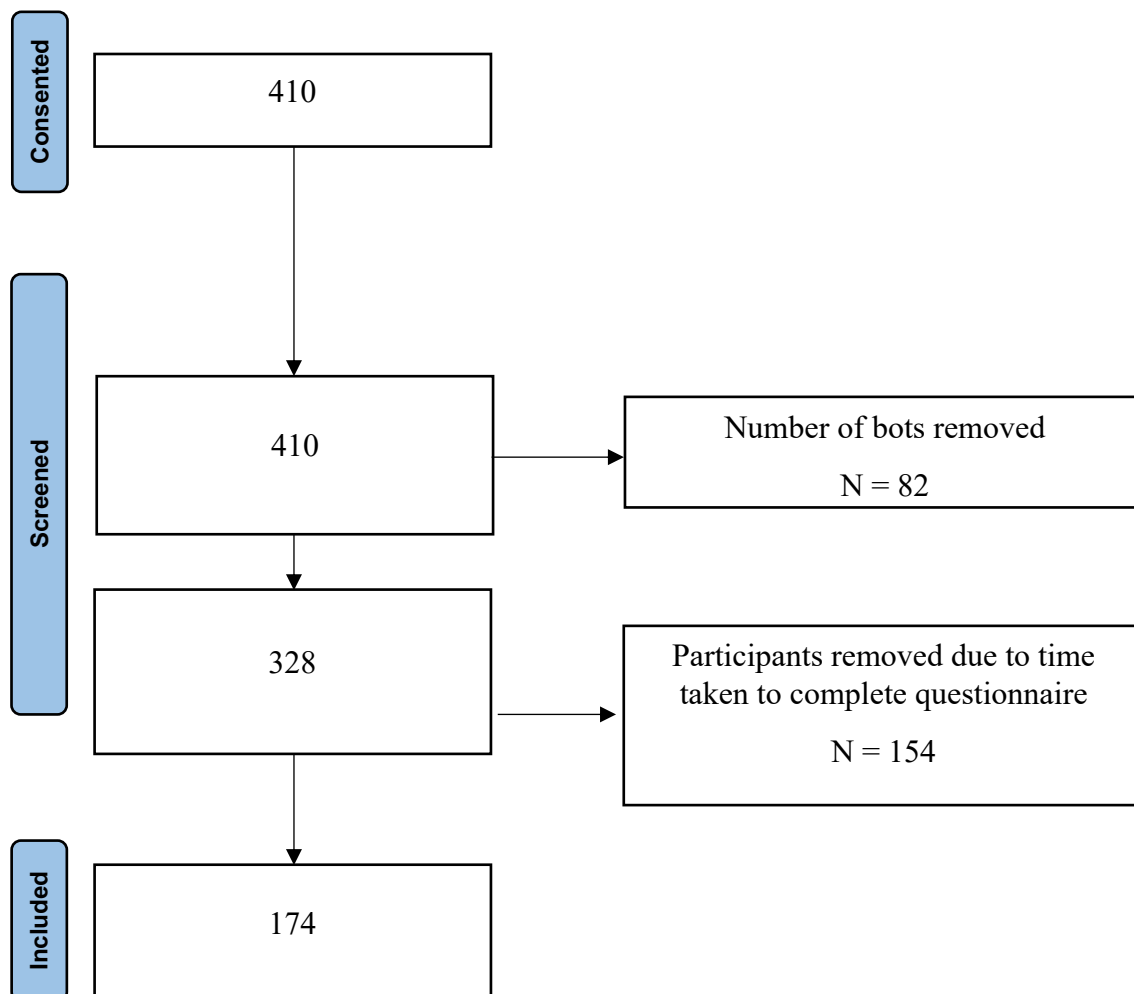 Consented
410
Screened
410
Number of bots removed
N = 82
328
Participants removed due to time
taken to complete questionnaire
N = 154
Included
174